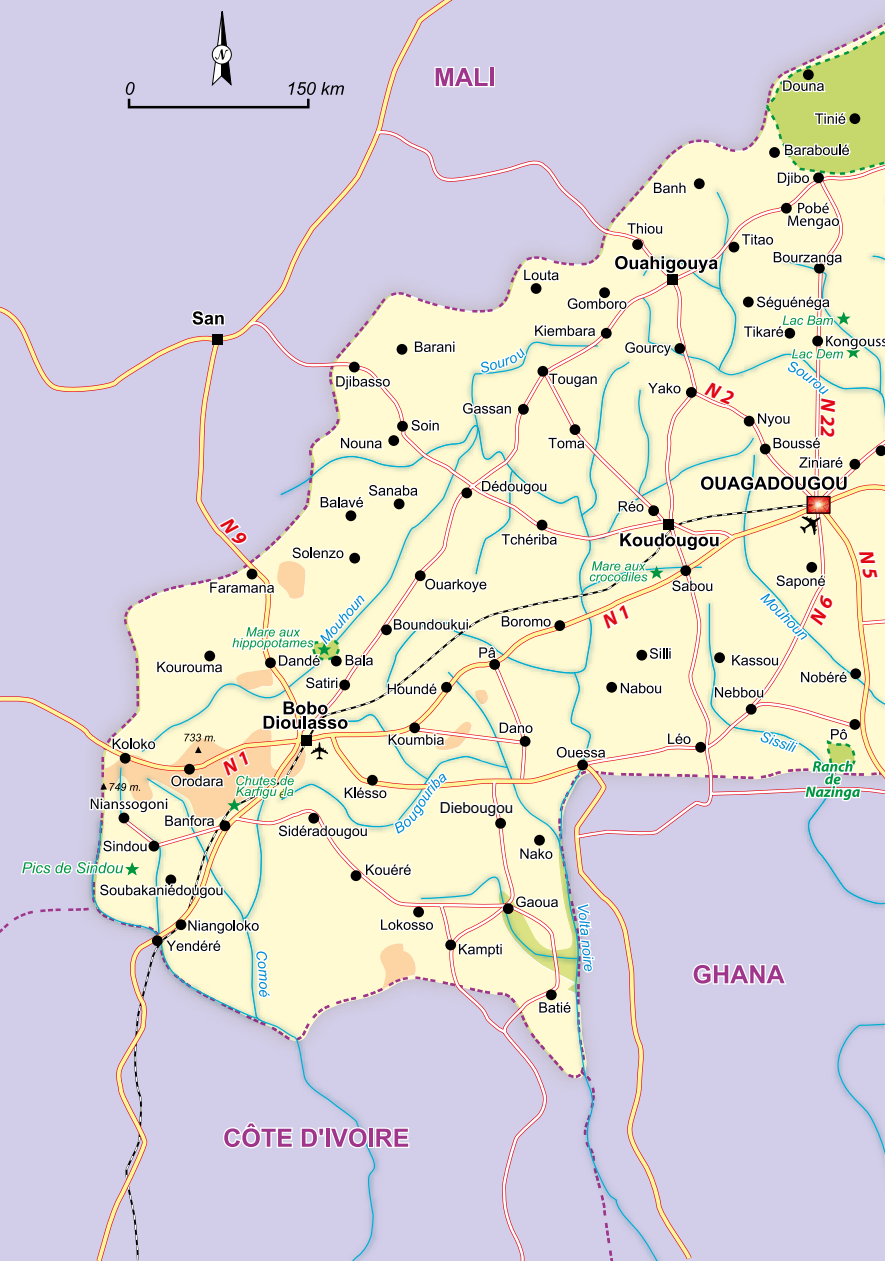 N
0
150 km
MALI
Douna
Tinié
Baraboulé
Djibo
Banh
Pobé
Mengao
Thiou
Titao
Ouahigouya
Bourzanga
Louta
Gomboro
Séguénéga
Lac Bam
San
Kiembara
Tikaré
Kongouss
Barani
Sourou
Gourcy
Lac Dem
Sourou
Djibasso
Tougan
Yako
N 2
N 22
Gassan
Nyou
Soin
Nouna
Toma
Boussé
Ziniaré
Dédougou
OUAGADOUGOU
Sanaba
Balavé
Réo
N 9
Tchériba
Koudougou
Solenzo
Mare aux
crocodiles
N 5
Faramana
Ouarkoye
Sabou
Saponé
Mouhoun
Mouhoun
N 6
Boundoukui
Boromo
N 1
Mare aux
hippopotames
Kourouma
Dandé
Bala
Pâ
Silli
Kassou
Satiri
Houndé
Nabou
Nobéré
Nebbou
Bobo
Dioulasso
733 m.
Koumbia
Dano
Léo
Sissili
Pô
Koloko
N 1
Ouessa
Ranch
de
Nazinga
Orodara
749 m.
Chutes de
Karfigu la
Klésso
Bougouriba
Nianssogoni
Banfora
Sidéradougou
Diebougou
Sindou
Nako
Pics de Sindou
Kouéré
Soubakaniédougou
Gaoua
Lokosso
Niangoloko
Volta noire
Yendéré
Kampti
Comoé
GHANA
Batié
CÔTE D'IVOIRE